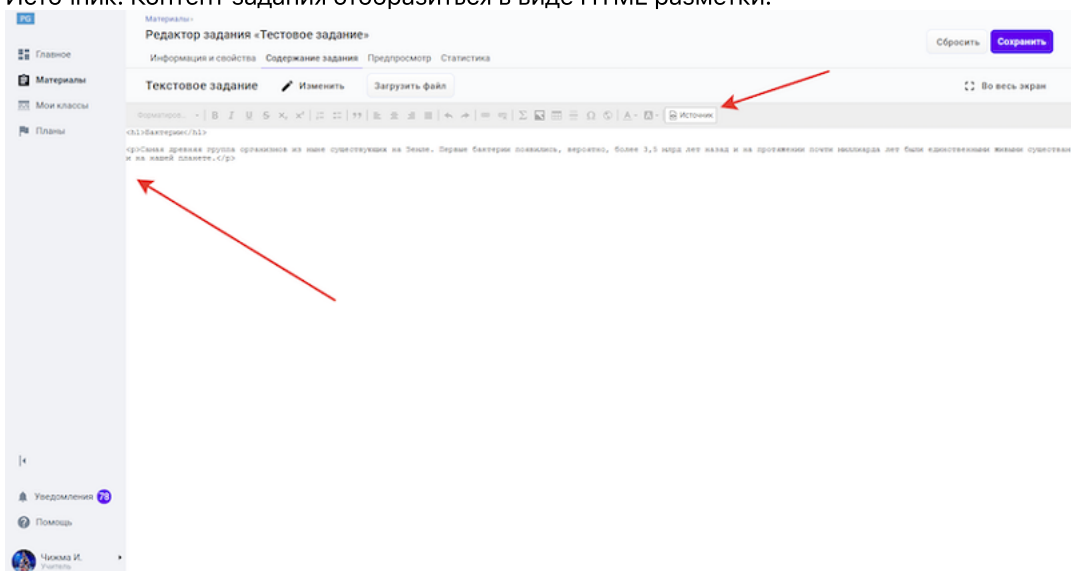 Источник. Контент задания отобразиться в виде HTML разметки.
PG
Материалы›
Редактор задания «Тестовое задание»
Сбросить
Сохранить
Главное
Информация и свойства Содержание задания Предпросмотр Статистика
Материалы
Текстовое задание Изменить Загрузить файл Во весь экран
Мои классы
Источник
Планы
<h1>Бактерии</h1>
<p>Самая древняя группа организмов из ныне существующих на Земле. Первые бактерии появились, вероятно, более 3,5 млрд лет назад и на протяжении почти миллиарда лет были единственными живыми существам
и на нашей планете.</p>
Уведомления 78
Помощь
Чижма И.
Учитель